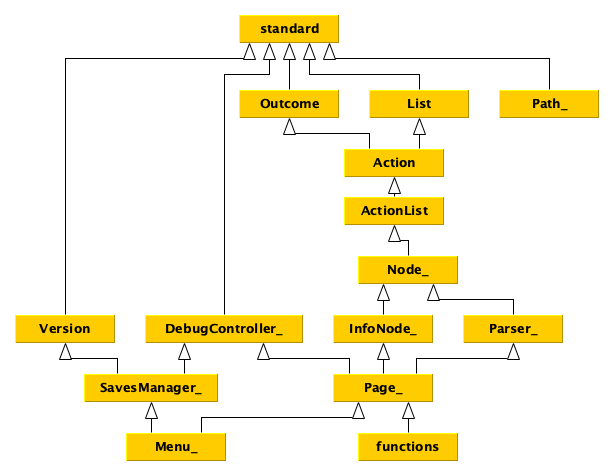 standard
Outcome
List
Path_
Action
ActionList
Node_
Version
DebugController_
InfoNode_
Parser_
SavesManager_
Page_
Menu_
functions